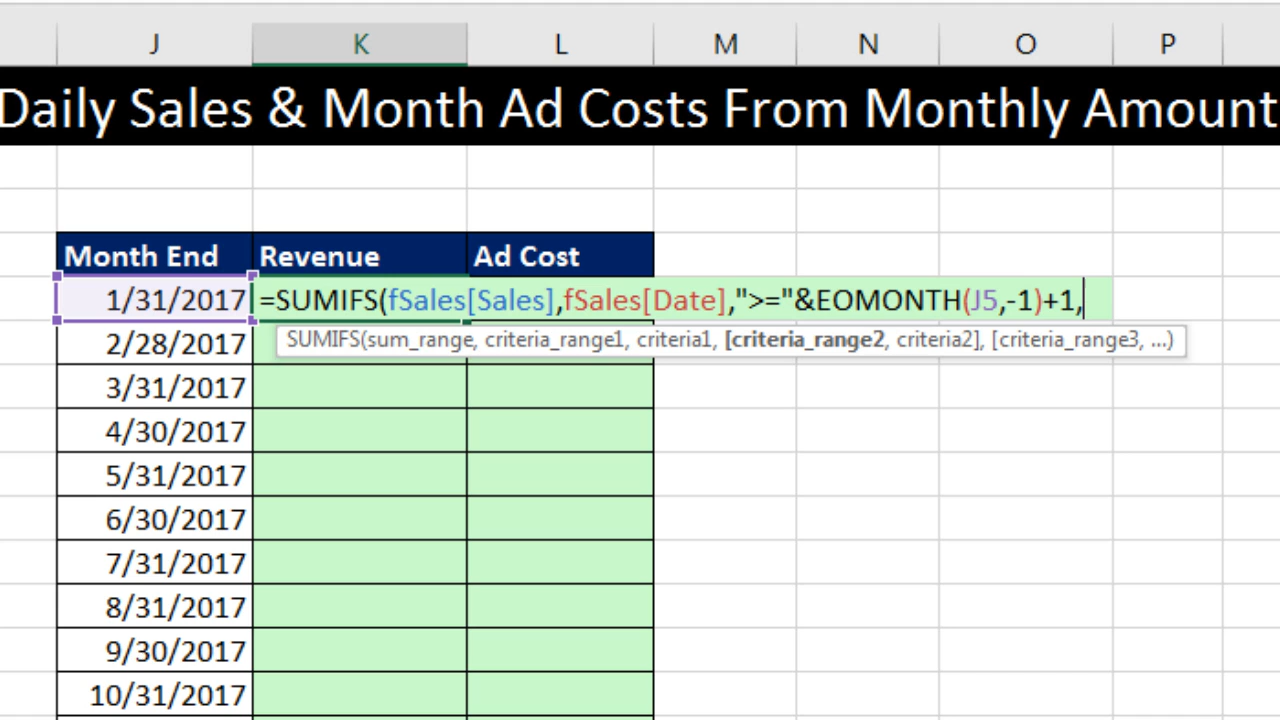 J K L M N O P
Daily Sales & Month Ad Costs From Monthly Amount
Month End Revenue Ad Cost
1/31/2017 =SUMIFS(fSales[Sales],fSales[Date],">="&EOMONTH(J5,-1)+1,
SUMIFS(sum_range, criteria_range1, criteria1, [criteria_range2, criteria2], [criteria_range3, ...)
2/28/2017
3/31/2017
4/30/2017
5/31/2017
6/30/2017
7/31/2017
8/31/2017
9/30/2017
10/31/2017